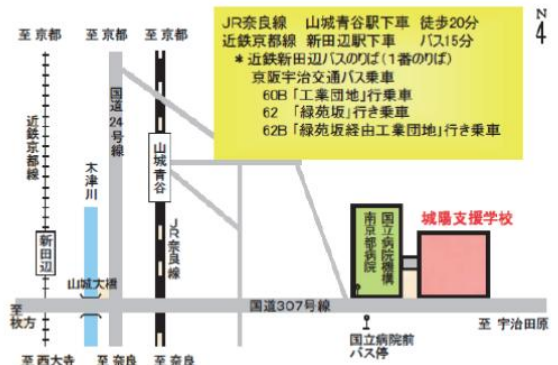 JR奈良線　山城青谷駅下車　徒歩20分
近鉄京都線　新田辺駅下車　バス15分
＊近鉄新田辺バスのりば(1番のりば)
京阪宇治交通バス乗車
60B「工業団地」行乗車
62「緑苑坂」行き乗車
62B「緑苑坂経由工業団地」行き乗車
N
4
至 京都
至 京都
至 京都
近鉄京都線
木津川
国道24号線
山城青谷
JR奈良線
新田辺
山城大橋
国立病院機構
南京都病院
城陽支援学校
国道307号線
至 枚方
至 宇治田原
国立病院前
バス停
至 西大寺
至 奈良
至 奈良